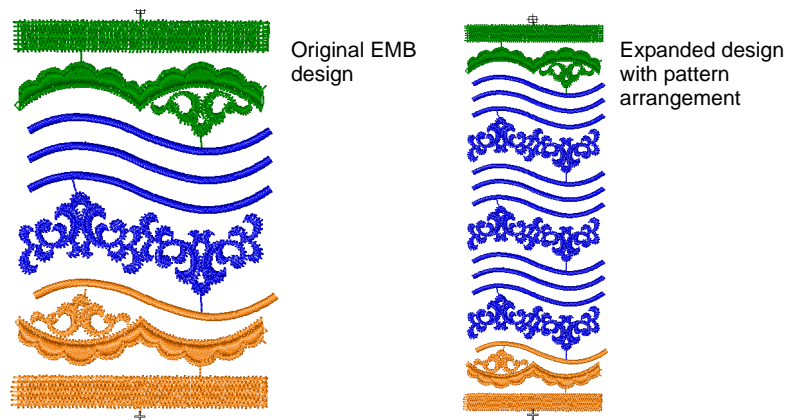 Original EMB
design
Expanded design
with pattern
arrangement